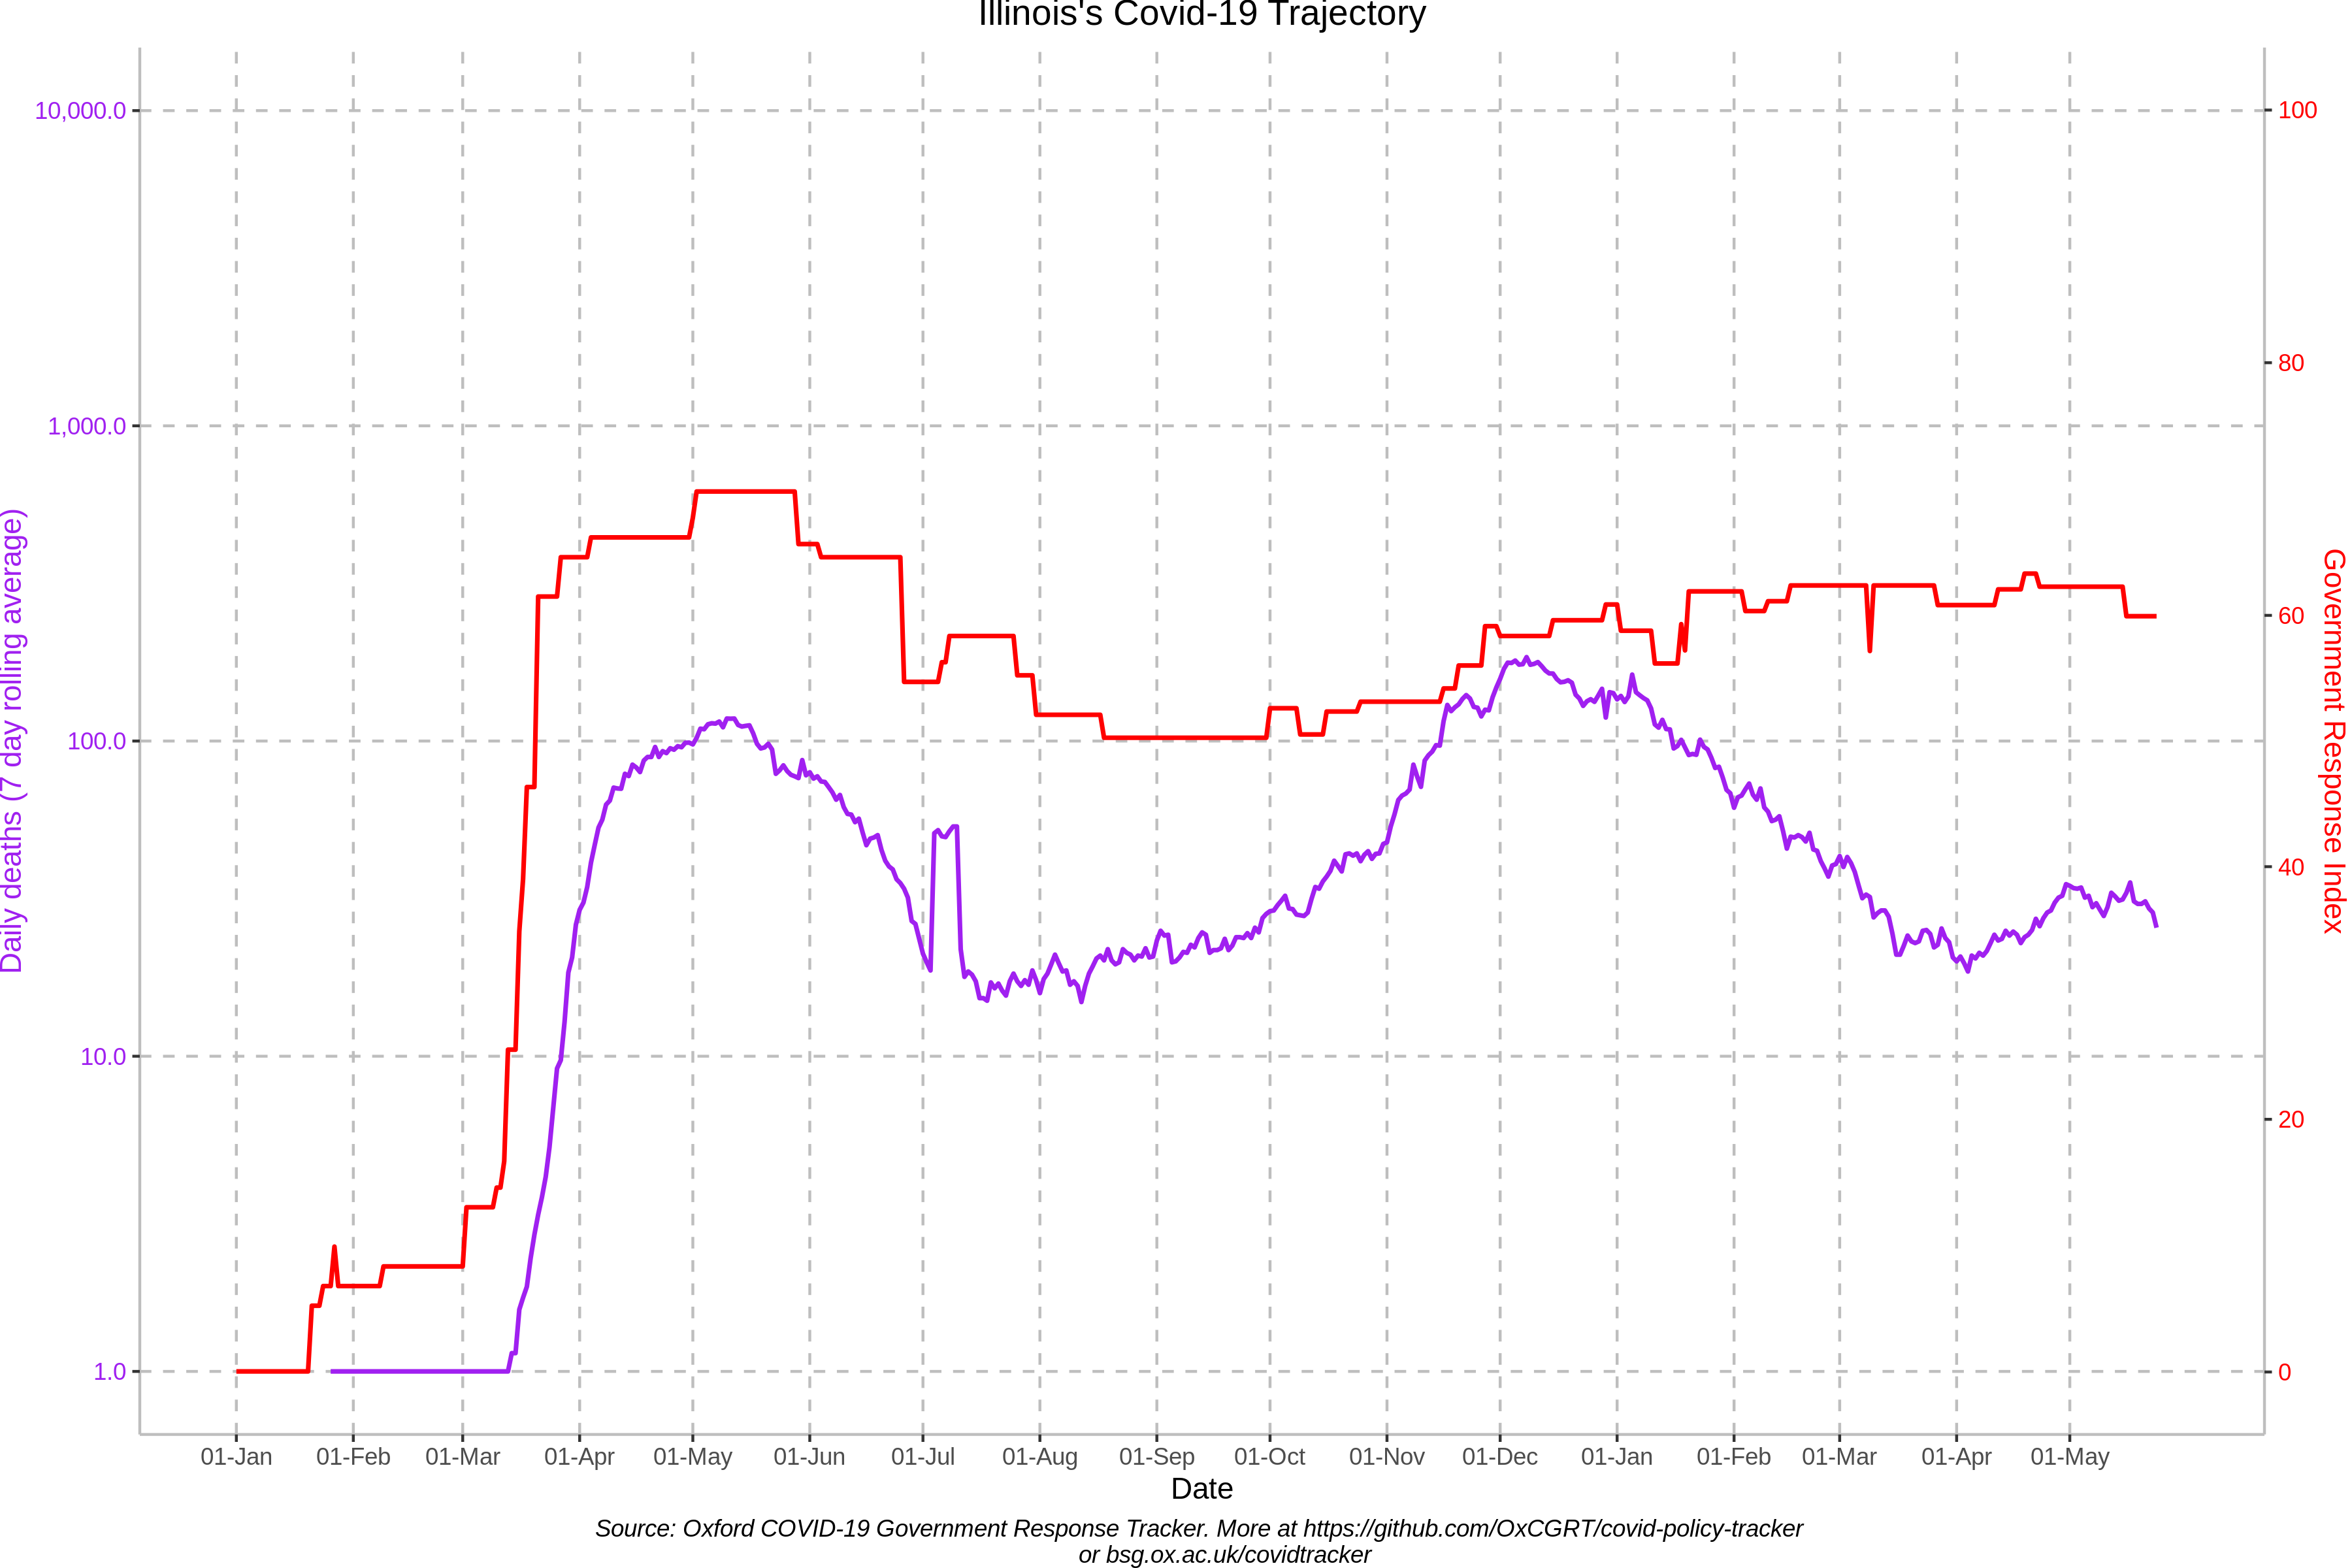 Illinois's Covid-19 Trajectory
10,000.0
1,000.0
100.0
10.0
1.0
Daily deaths (7 day rolling average)
100
80
60
40
20
0
Government Response Index
01-Jan 01-Feb 01-Mar 01-Apr 01-May 01-Jun 01-Jul 01-Aug 01-Sep 01-Oct 01-Nov 01-Dec 01-Jan 01-Feb 01-Mar 01-Apr 01-May
Date
Source: Oxford COVID-19 Government Response Tracker. More at https://github.com/OxCGRT/covid-policy-tracker
or bsg.ox.ac.uk/covidtracker